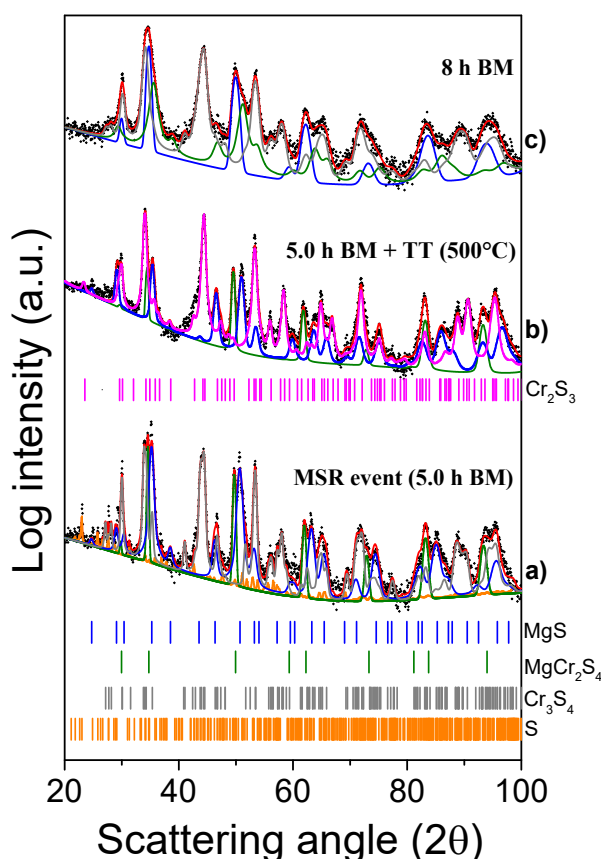 8 h BM
c)
5.0 h BM + TT (500°C)
b)
Cr₂S₃
MSR event (5.0 h BM)
a)
MgS
MgCr₂S₄
Cr₃S₄
S
20 40 60 80 100
Scattering angle (2θ)
Log intensity (a.u.)